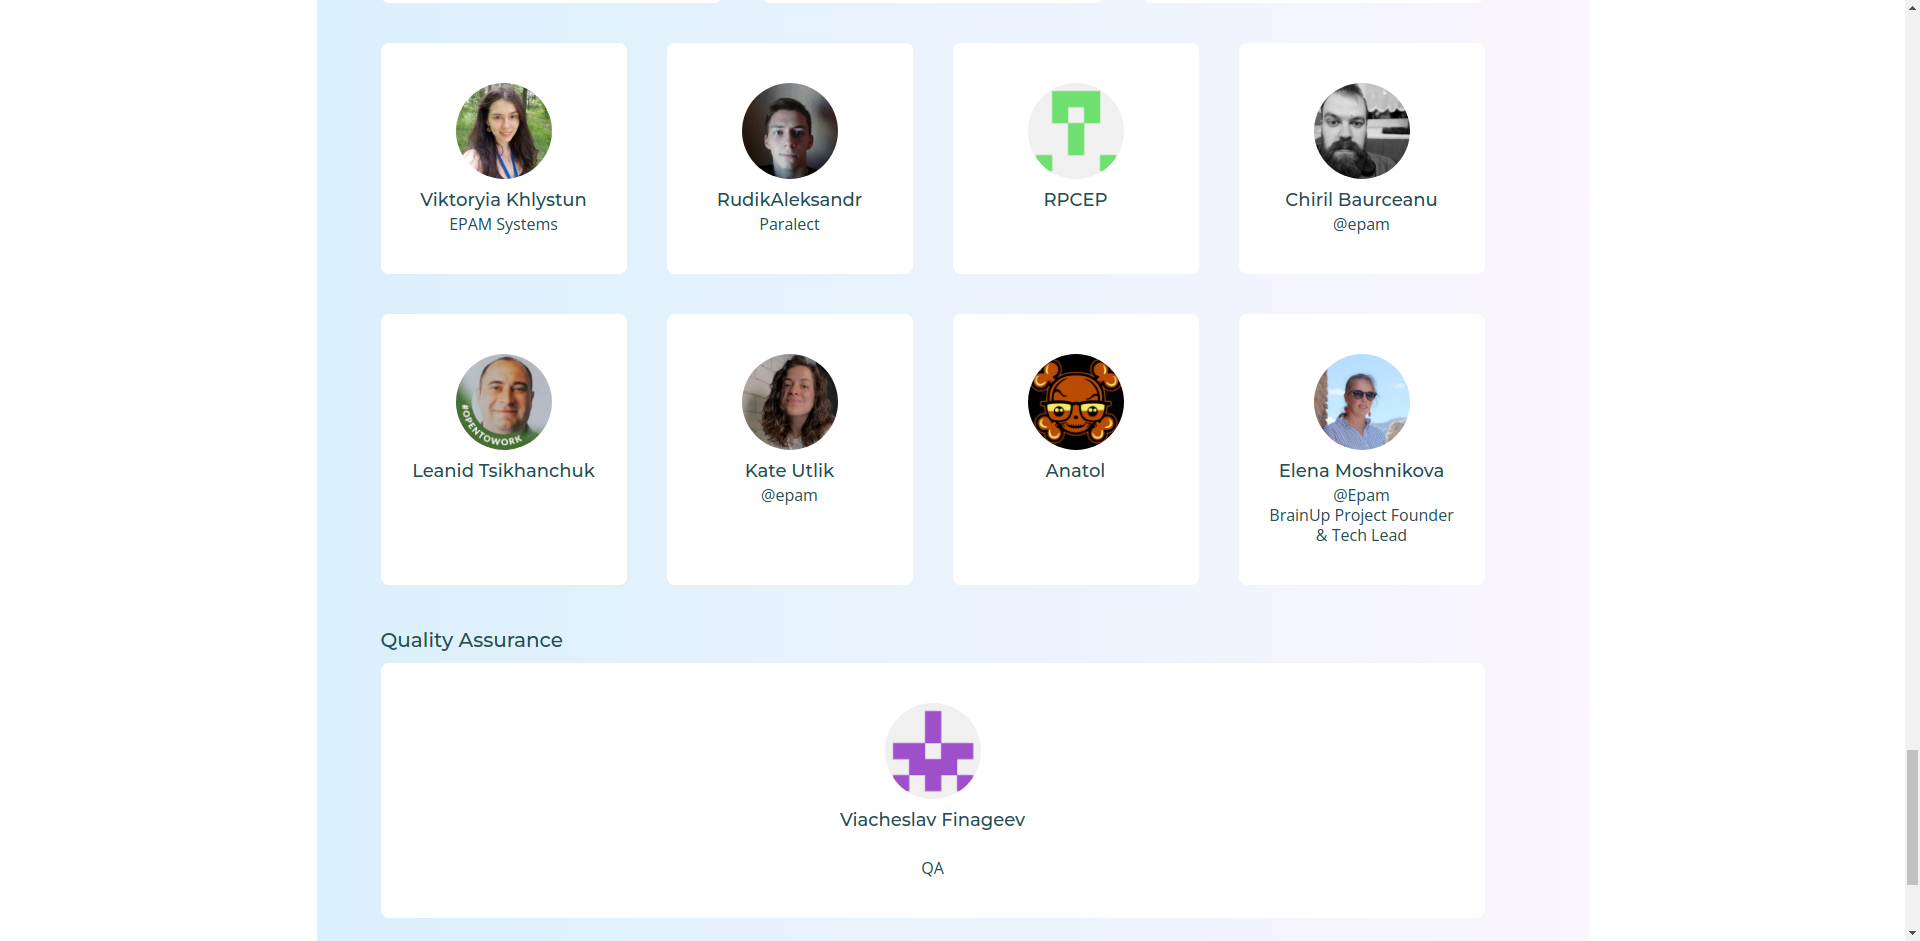 Viktoryia Khlystun
EPAM Systems
RudikAleksandr
Paralect
RPCEP
Chiril Baurceanu
@epam
#OPENTOWORK
Leanid Tsikhanchuk
Kate Utlik
@epam
Anatol
Elena Moshnikova
@Epam
BrainUp Project Founder
& Tech Lead
Quality Assurance
Viacheslav Finageev
QA